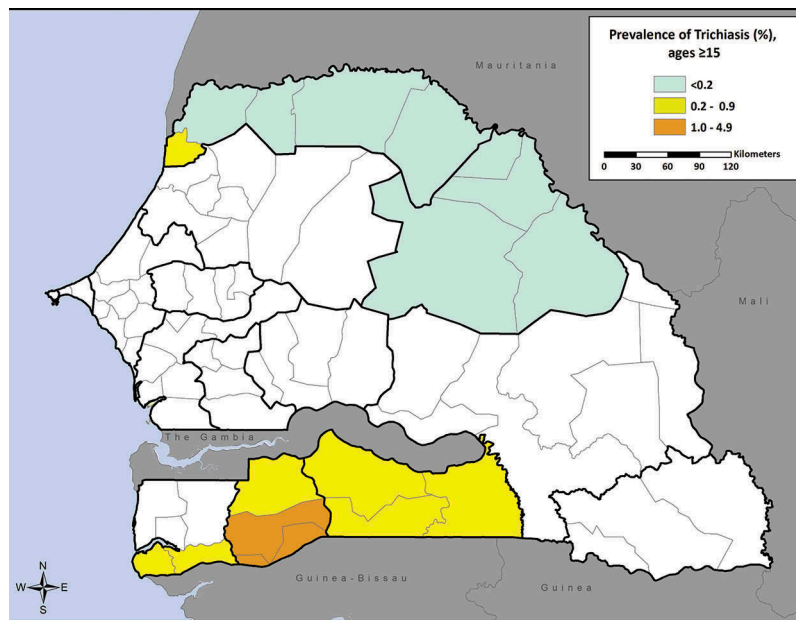 Prevalence of Trichiasis (%),
ages ≥15
<0.2
0.2 - 0.9
1.0 - 4.9
Kilometers
0 30 60 90 120
Mauritania
Mali
The Gambia
Guinea-Bissau
Guinea
N
W E
S